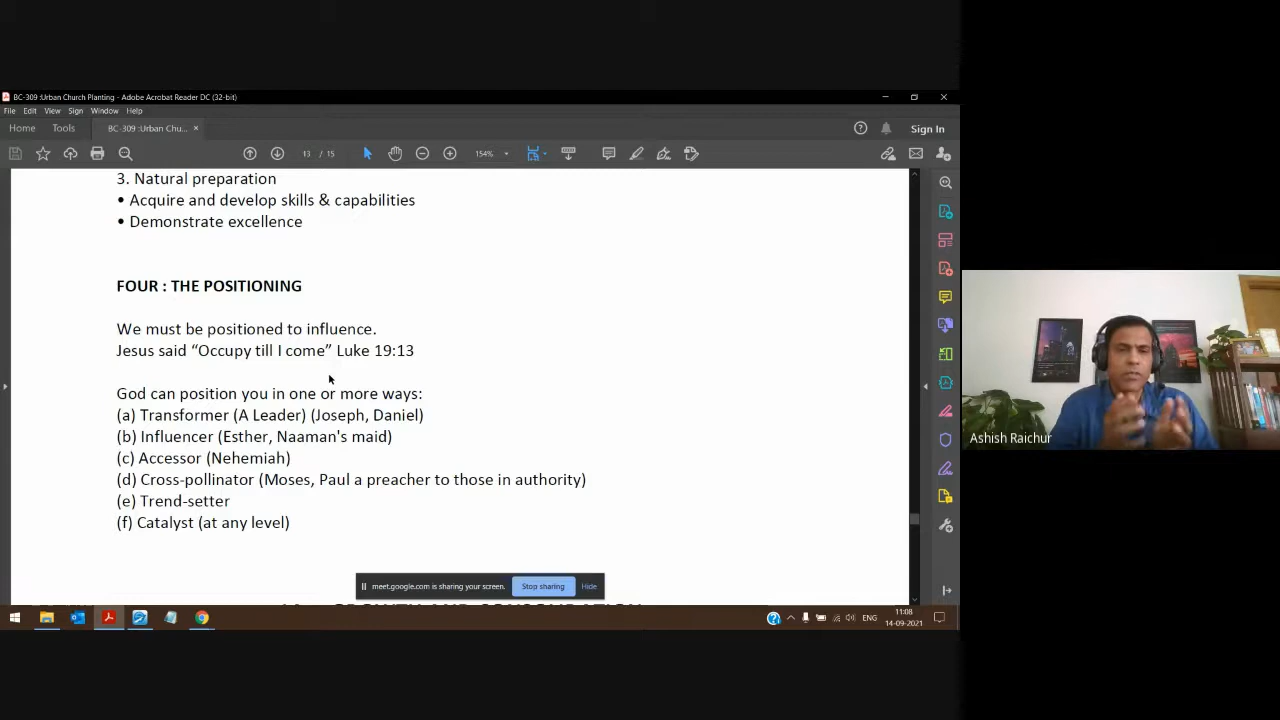 BC-309 :Urban Church Planting - Adobe Acrobat Reader DC (32-bit)
File Edit View Sign Window Help
Home Tools BC-309 :Urban Chu... × Sign In
13 / 15 154%
3. Natural preparation
• Acquire and develop skills & capabilities
• Demonstrate excellence
FOUR : THE POSITIONING
We must be positioned to influence.
Jesus said “Occupy till I come” Luke 19:13
God can position you in one or more ways:
(a) Transformer (A Leader) (Joseph, Daniel)
(b) Influencer (Esther, Naaman's maid)
(c) Accessor (Nehemiah)
(d) Cross-pollinator (Moses, Paul a preacher to those in authority)
(e) Trend-setter
(f) Catalyst (at any level)
meet.google.com is sharing your screen. Stop sharing Hide
ENG 11:08
14-09-2021
Ashish Raichur